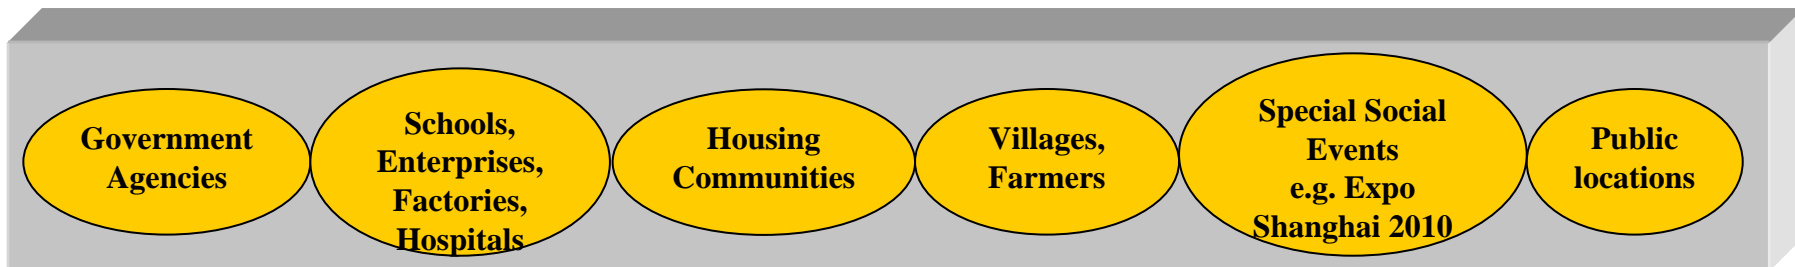 Government
Agencies
Schools,
Enterprises,
Factories,
Hospitals
Housing
Communities
Villages,
Farmers
Special Social
Events
e.g. Expo
Shanghai 2010
Public
locations